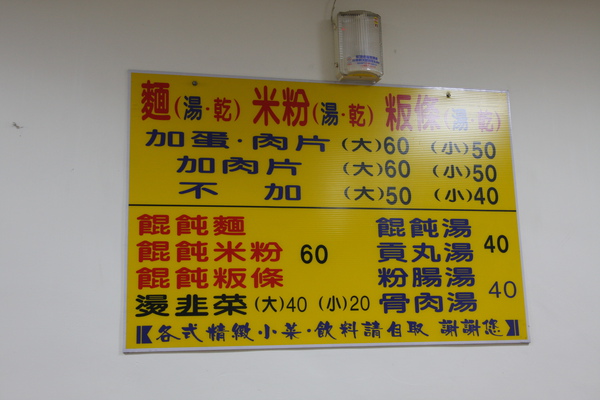 麵(湯·乾) 米粉(湯·乾) 粄條(湯·乾)
加蛋·肉片 (大)60 (小)50
加肉片 (大)60 (小)50
不加 (大)50 (小)40
餛飩麵
餛飩米粉 60
餛飩粄條
燙韭菜 (大)40 (小)20
餛飩湯
貢丸湯 40
粉腸湯
骨肉湯 40
各式精緻小菜·飲料請自取 謝謝您